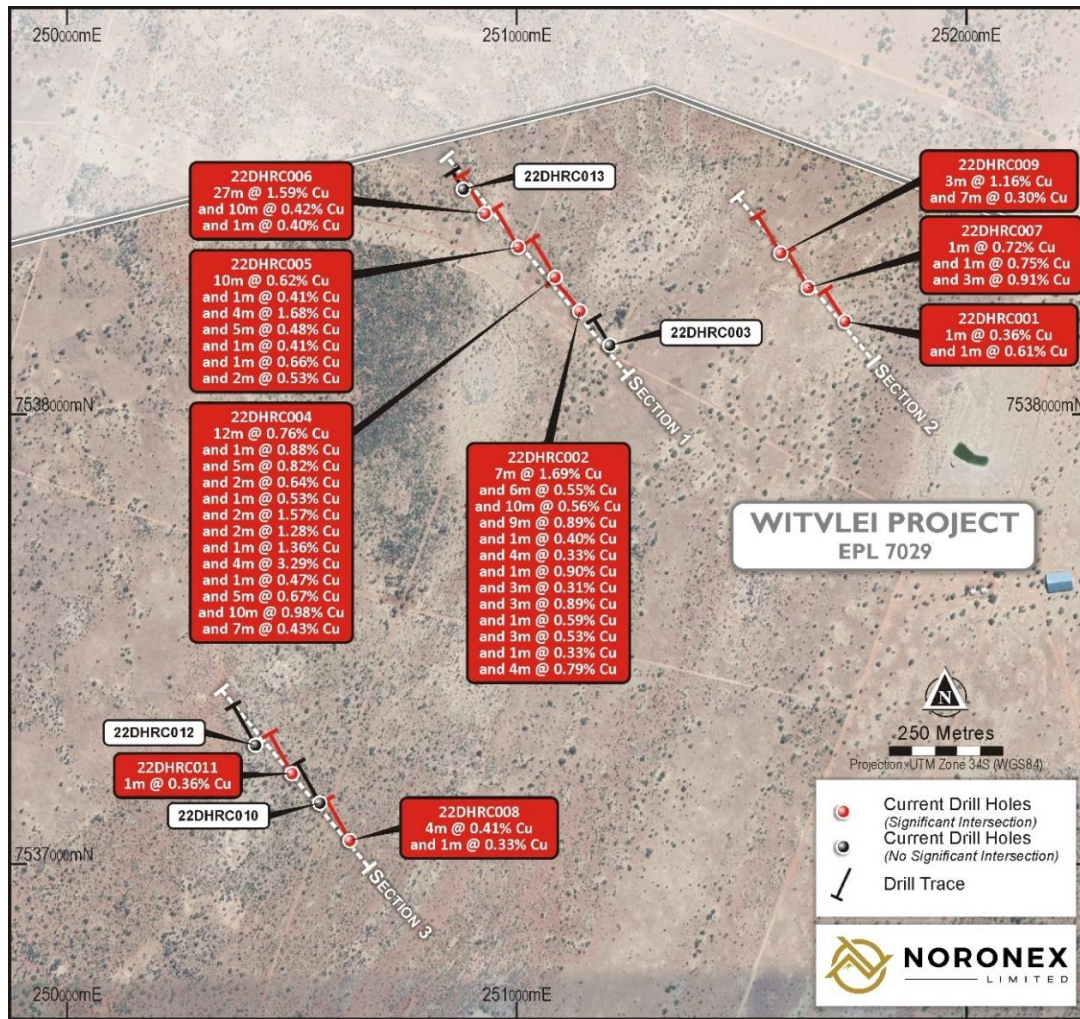 250000mE
251000mE
252000mE
22DHRC006
27m @ 1.59% Cu
and 10m @ 0.42% Cu
and 1m @ 0.40% Cu
22DHRC013
22DHRC009
3m @ 1.16% Cu
and 7m @ 0.30% Cu
22DHRC007
1m @ 0.72% Cu
and 1m @ 0.75% Cu
and 3m @ 0.91% Cu
22DHRC005
10m @ 0.62% Cu
and 1m @ 0.41% Cu
and 4m @ 1.68% Cu
and 5m @ 0.48% Cu
and 1m @ 0.41% Cu
and 1m @ 0.66% Cu
and 2m @ 0.53% Cu
22DHRC001
1m @ 0.36% Cu
and 1m @ 0.61% Cu
22DHRC003
SECTION 1
SECTION 2
7538000mN
7538000mN
22DHRC004
12m @ 0.76% Cu
and 1m @ 0.88% Cu
and 5m @ 0.82% Cu
and 2m @ 0.64% Cu
and 1m @ 0.53% Cu
and 2m @ 1.57% Cu
and 2m @ 1.28% Cu
and 1m @ 1.36% Cu
and 4m @ 3.29% Cu
and 1m @ 0.47% Cu
and 5m @ 0.67% Cu
and 10m @ 0.98% Cu
and 7m @ 0.43% Cu
22DHRC002
7m @ 1.69% Cu
and 6m @ 0.55% Cu
and 10m @ 0.56% Cu
and 9m @ 0.89% Cu
and 1m @ 0.40% Cu
and 4m @ 0.33% Cu
and 1m @ 0.90% Cu
and 3m @ 0.31% Cu
and 3m @ 0.89% Cu
and 1m @ 0.59% Cu
and 3m @ 0.53% Cu
and 1m @ 0.33% Cu
and 4m @ 0.79% Cu
WITVLEI PROJECT
EPL 7029
22DHRC012
22DHRC011
1m @ 0.36% Cu
22DHRC010
22DHRC008
4m @ 0.41% Cu
and 1m @ 0.33% Cu
SECTION 3
7537000mN
N
250 Metres
Projection: UTM Zone 34S (WGS84)
Current Drill Holes
(Significant Intersection)
Current Drill Holes
(No Significant Intersection)
Drill Trace
NORONEX
LIMITED
250000mE
251000mE